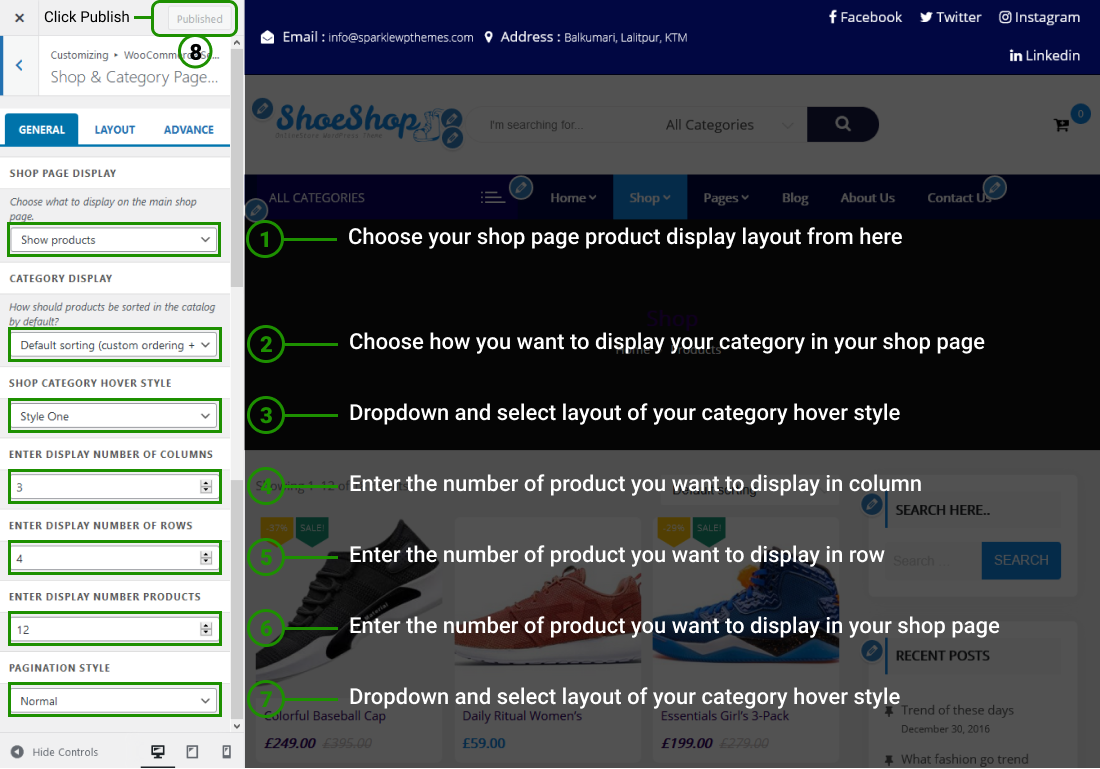 Click Publish
Published
8
Customizing ▸ WooCommerce Se...
Shop & Category Page...
GENERAL LAYOUT ADVANCE
SHOP PAGE DISPLAY
Choose what to display on the main shop
page.
Show products
CATEGORY DISPLAY
How should products be sorted in the catalog
by default?
Default sorting (custom ordering +
SHOP CATEGORY HOVER STYLE
Style One
ENTER DISPLAY NUMBER OF COLUMNS
3
ENTER DISPLAY NUMBER OF ROWS
4
ENTER DISPLAY NUMBER PRODUCTS
12
PAGINATION STYLE
Normal
Hide Controls
Email : info@sparklewpthemes.com Address : Balkumari, Lalitpur, KTM
Facebook Twitter Instagram
Linkedin
ShoeShop
OnlineStore WordPress Theme
I'm searching for... All Categories
0
ALL CATEGORIES
Home Shop Pages Blog About Us Contact Us
1 Choose your shop page product display layout from here
Shop
2 Choose how you want to display your category in your shop page
Home Products
3 Dropdown and select layout of your category hover style
4 Enter the number of product you want to display in column
Showing 1–12 of
Default sorting
5 Enter the number of product you want to display in row
6 Enter the number of product you want to display in your shop page
7 Dropdown and select layout of your category hover style
-37% SALE!
-29% SALE!
Colorful Baseball Cap
£249.00 £395.00
Daily Ritual Women's
£59.00
Essentials Girl's 3-Pack
£199.00 £279.00
SEARCH HERE..
Search SEARCH
RECENT POSTS
Trend of these days
December 30, 2016
What fashion go trend